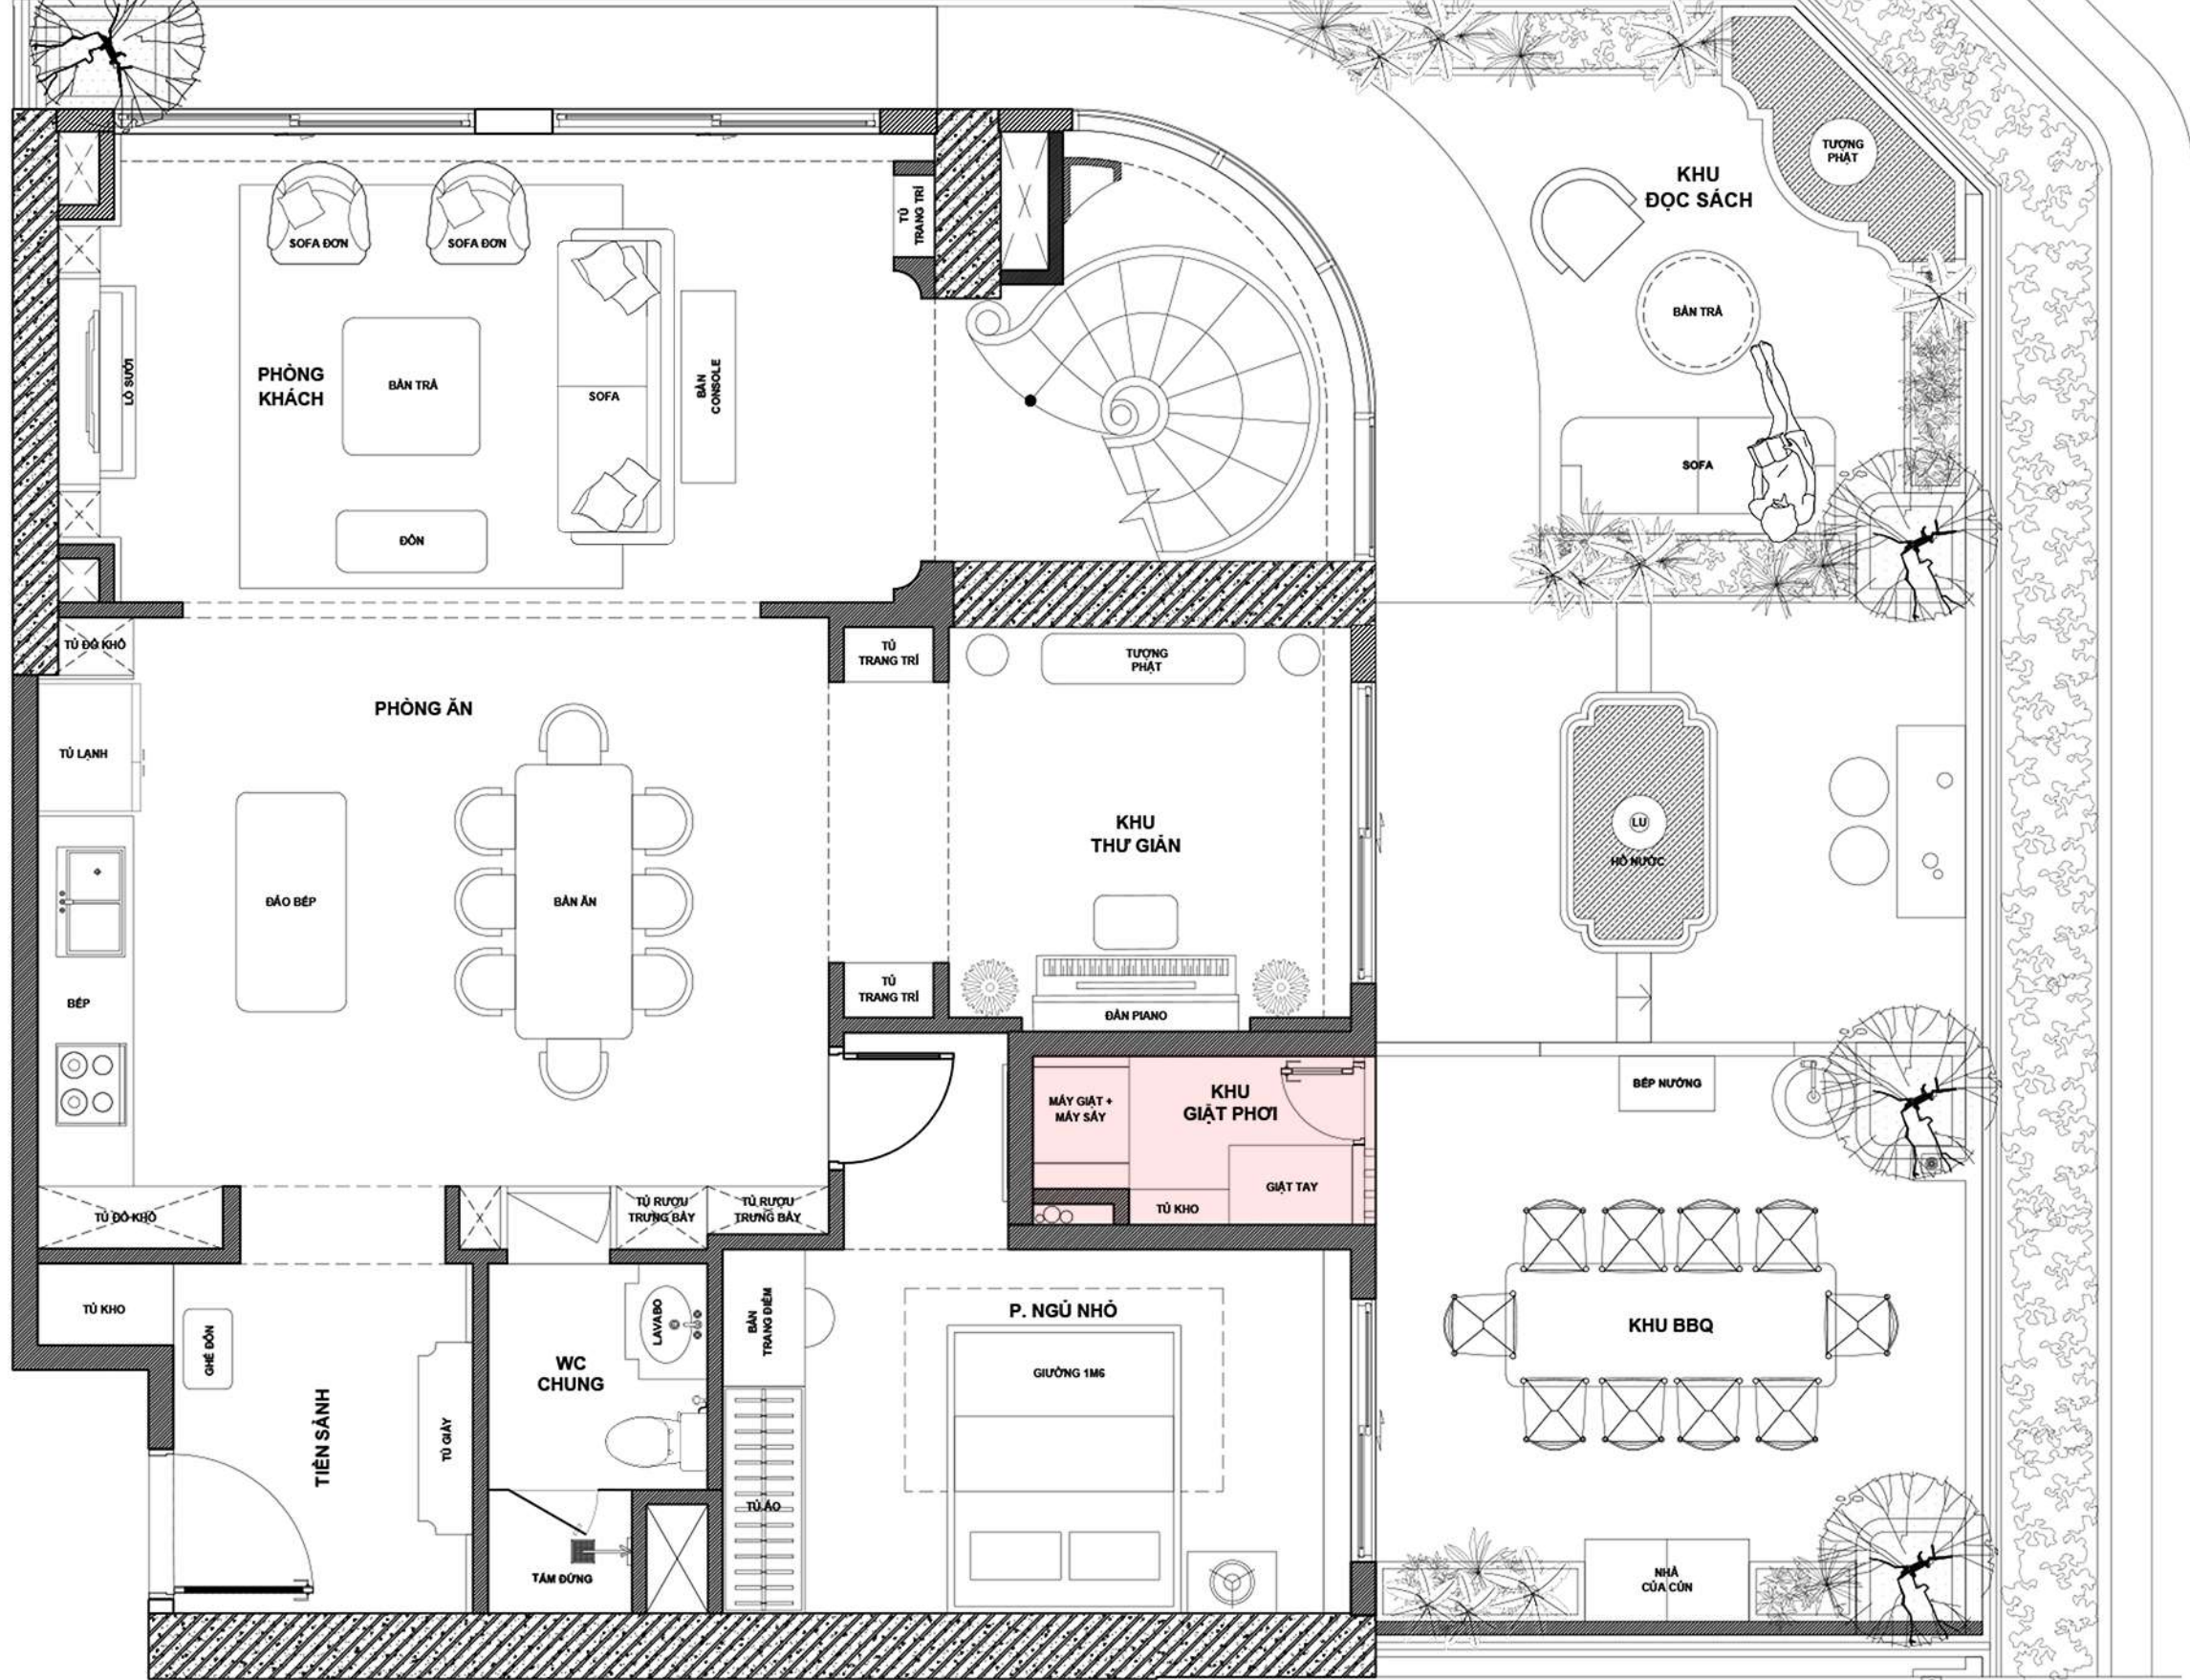 TƯỢNG
PHẬT
KHU
ĐỌC SÁCH
TỦ
TRANG TRÍ
SOFA ĐƠN
SOFA ĐƠN
BÀN TRÀ
LÒ SƯỞI
PHÒNG
KHÁCH
BÀN TRÀ
SOFA
BÀN
CONSOLE
SOFA
ĐÔN
TỦ ĐỒ KHÔ
TỦ
TRANG TRÍ
TƯỢNG
PHẬT
PHÒNG ĂN
TỦ LẠNH
KHU
THƯ GIÃN
LU
HỒ NƯỚC
ĐẢO BẾP
BÀN ĂN
BẾP
TỦ
TRANG TRÍ
ĐÀN PIANO
MÁY GIẶT +
MÁY SẤY
KHU
GIẶT PHƠI
BẾP NƯỚNG
GIẶT TAY
TỦ KHO
TỦ ĐỒ KHÔ
TỦ RƯỢU
TRƯNG BÀY
TỦ RƯỢU
TRƯNG BÀY
TỦ KHO
GHẾ ĐÔN
LAVABO
BÀN
TRANG ĐIỂM
P. NGỦ NHỎ
KHU BBQ
WC
CHUNG
GIƯỜNG 1M6
TIỀN SẢNH
TỦ GIÀY
TỦ ÁO
TẮM ĐỨNG
NHÀ
CỦA CÚN